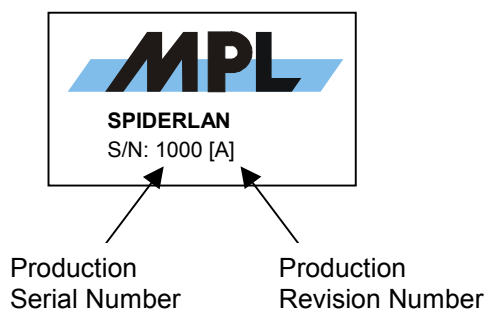 MPL
SPIDERLAN
S/N: 1000 [A]
Production
Serial Number
Production
Revision Number